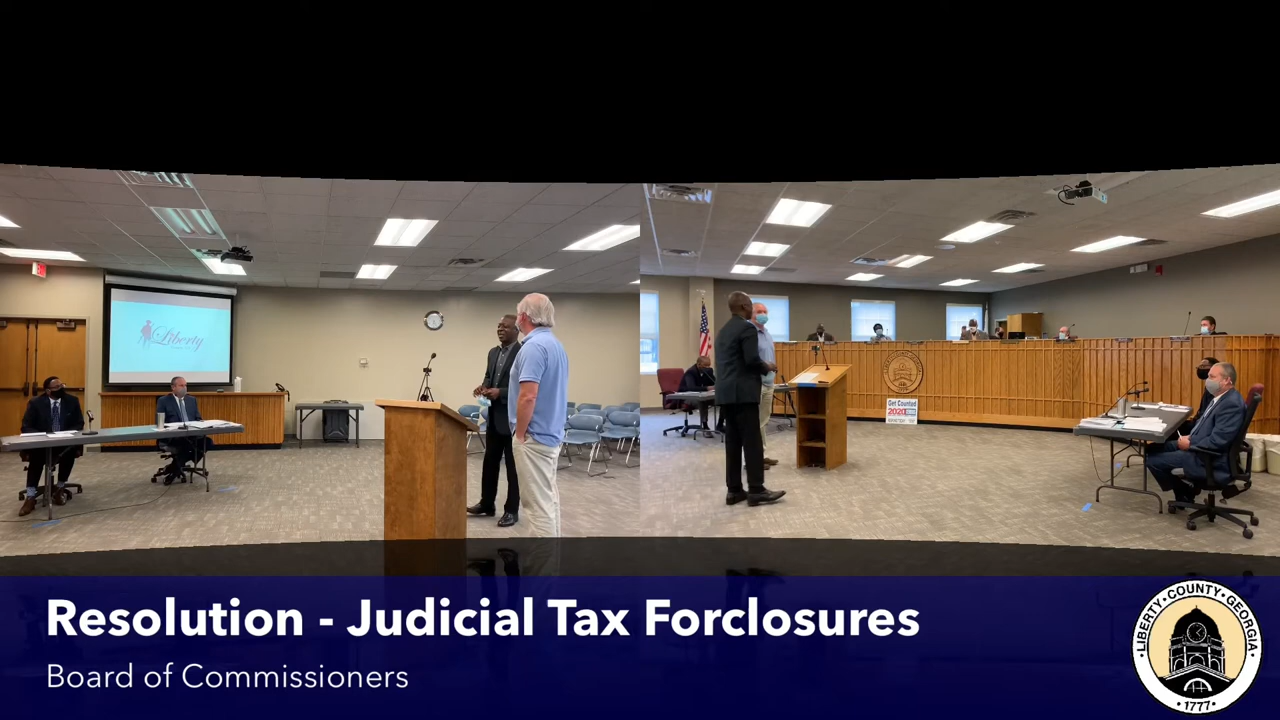 Liberty
Get Counted
2020
Resolution - Judicial Tax Forclosures
Board of Commissioners
LIBERTY COUNTY GEORGIA
1777